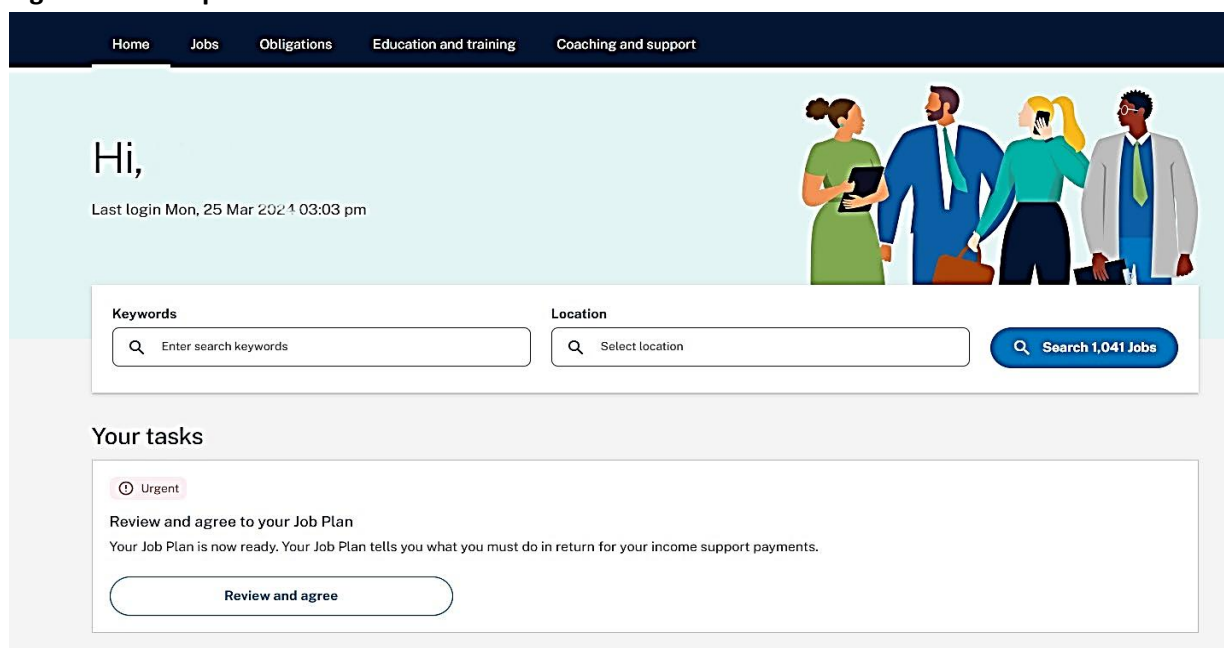 Home Jobs Obligations Education and training Coaching and support
Hi,
Last login Mon, 25 Mar 2024 03:03 pm
Keywords Location
Enter search keywords Select location Search 1,041 Jobs
Your tasks
Urgent
Review and agree to your Job Plan
Your Job Plan is now ready. Your Job Plan tells you what you must do in return for your income support payments.
Review and agree